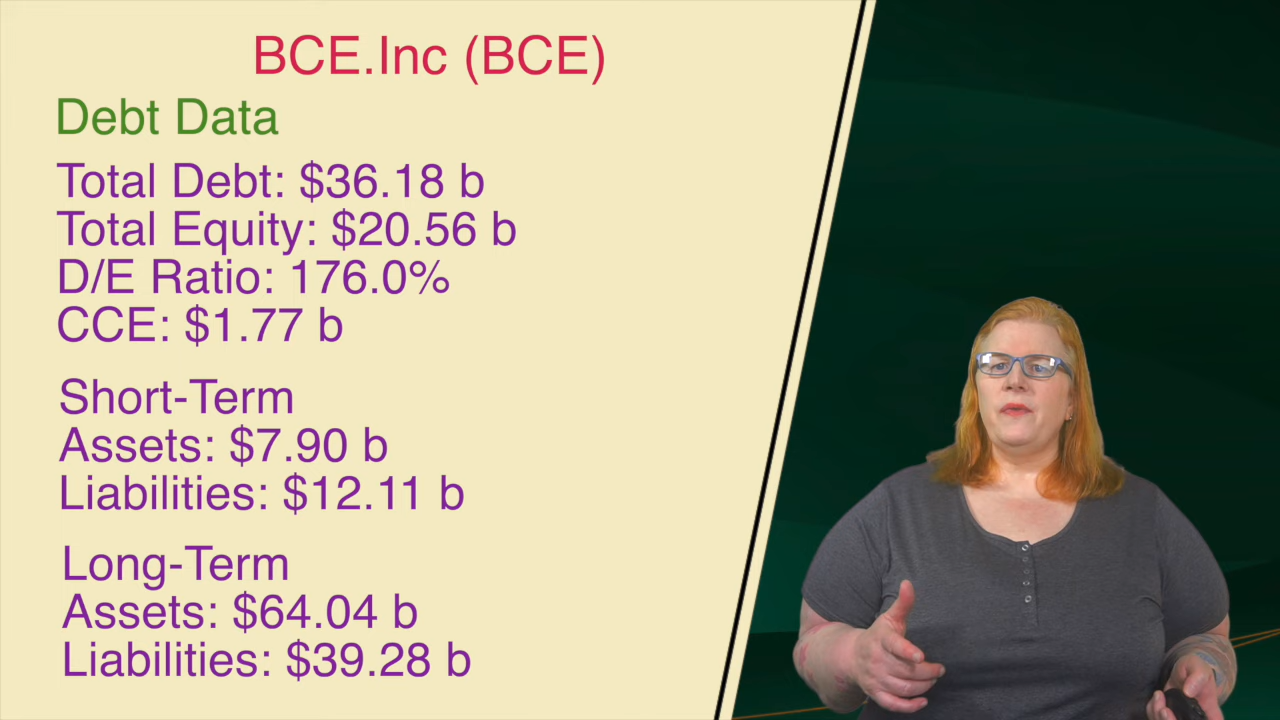 BCE.Inc (BCE)
Debt Data
Total Debt: $36.18 b
Total Equity: $20.56 b
D/E Ratio: 176.0%
CCE: $1.77 b
Short-Term
Assets: $7.90 b
Liabilities: $12.11 b
Long-Term
Assets: $64.04 b
Liabilities: $39.28 b